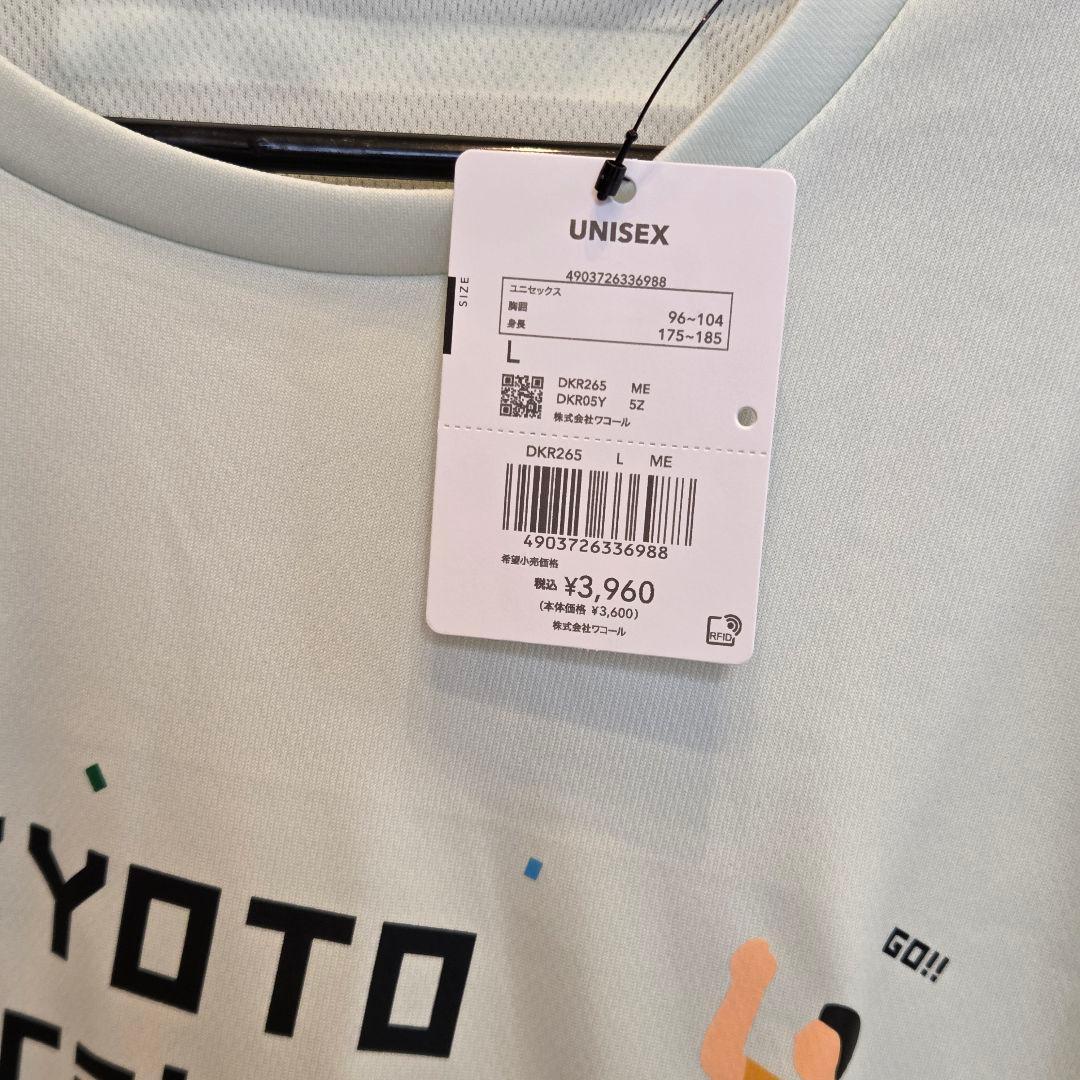 UNISEX
4903726336988
SIZE
ユニセックス
胸囲 96~104
身長 175~185
L
DKR265 ME
DKR05Y 5Z
株式会社ワコール
DKR265 L ME
4903726336988
希望小売価格
税込 ¥3,960
(本体価格 ¥3,600)
株式会社ワコール
RFID
YOTO
GO!!